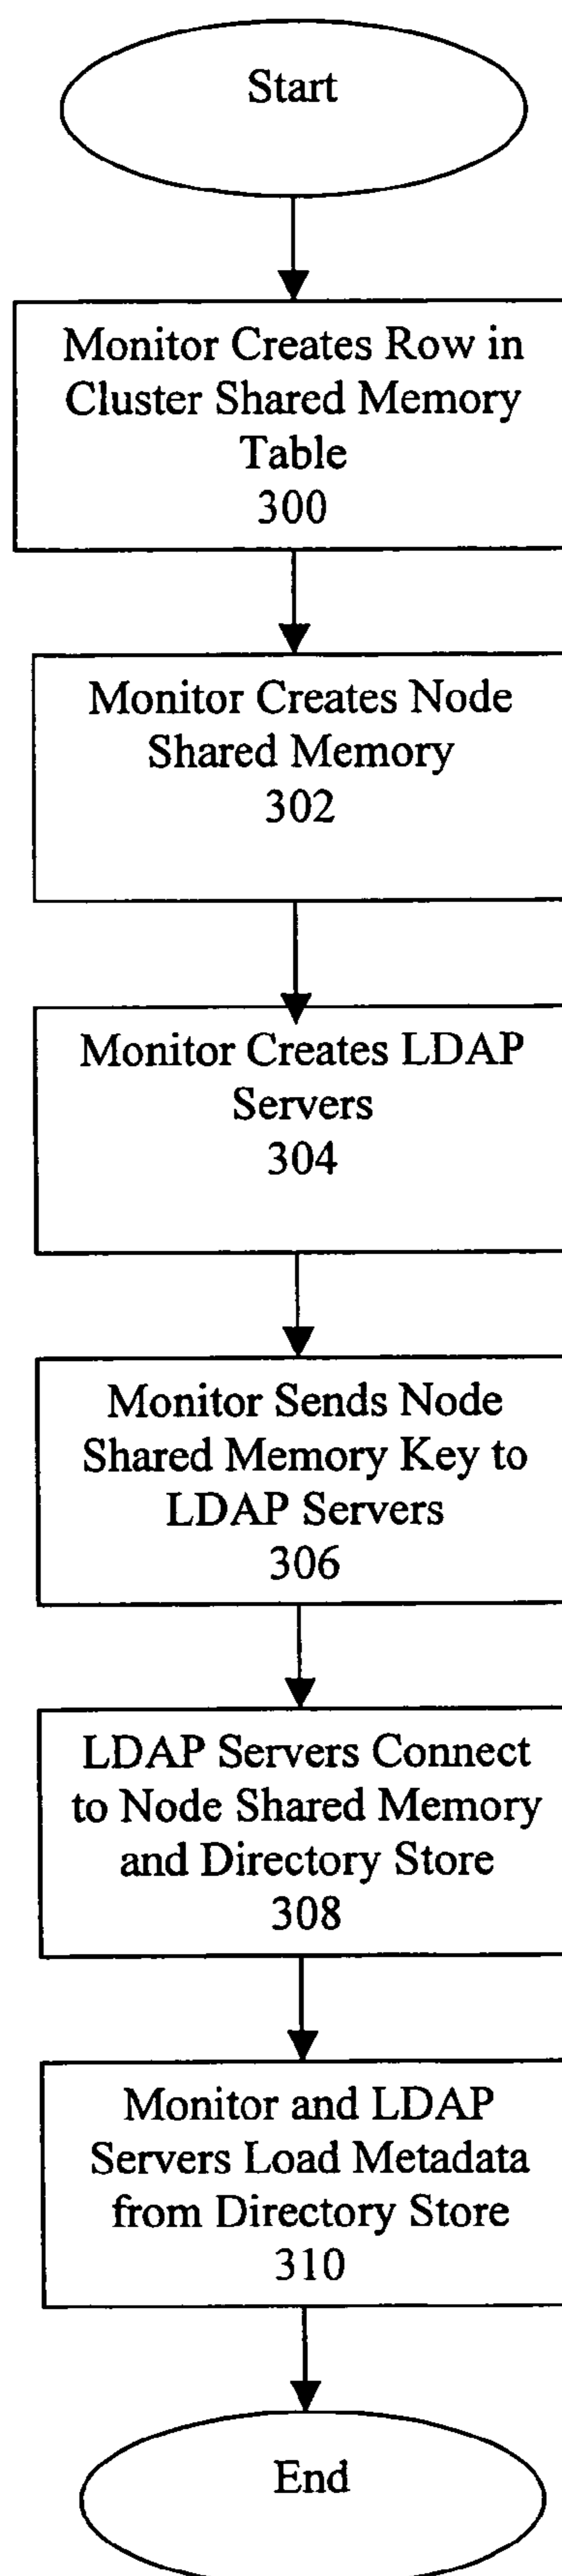 Start
Monitor Creates Row in
Cluster Shared Memory
Table
300
Monitor Creates Node
Shared Memory
302
Monitor Creates LDAP
Servers
304
Monitor Sends Node
Shared Memory Key to
LDAP Servers
306
LDAP Servers Connect
to Node Shared Memory
and Directory Store
308
Monitor and LDAP
Servers Load Metadata
from Directory Store
310
End